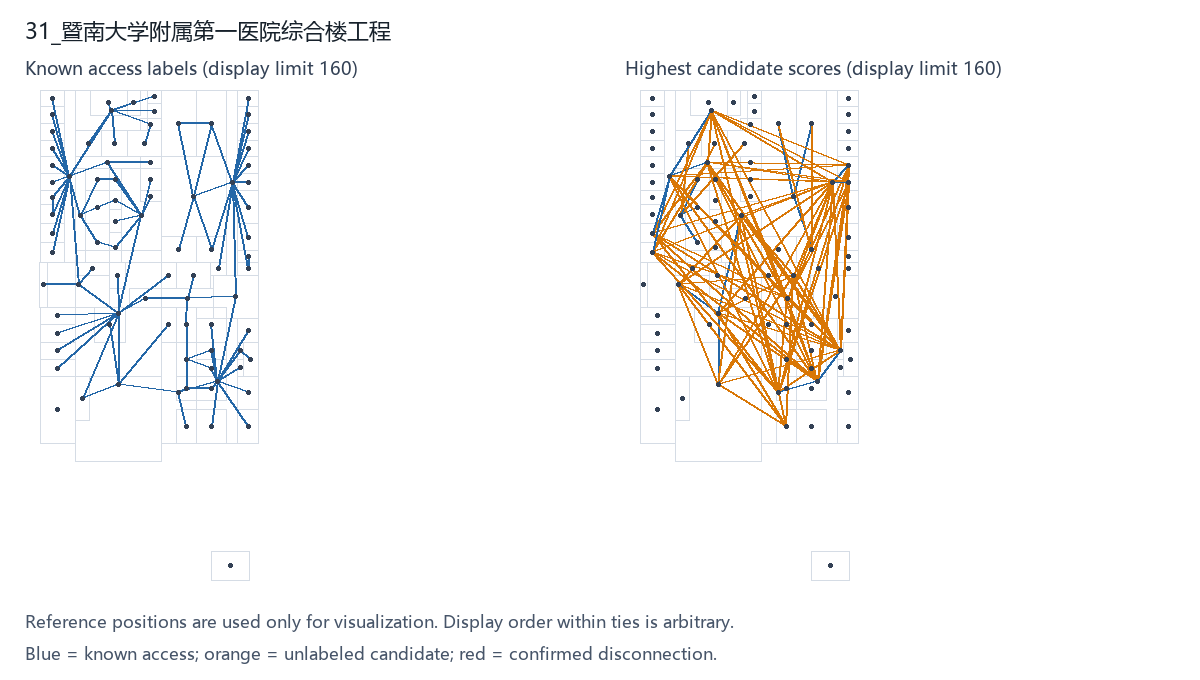 31_暨南大学附属第一医院综合楼工程
Known access labels (display limit 160)
Highest candidate scores (display limit 160)
Reference positions are used only for visualization. Display order within ties is arbitrary.
Blue = known access; orange = unlabeled candidate; red = confirmed disconnection.